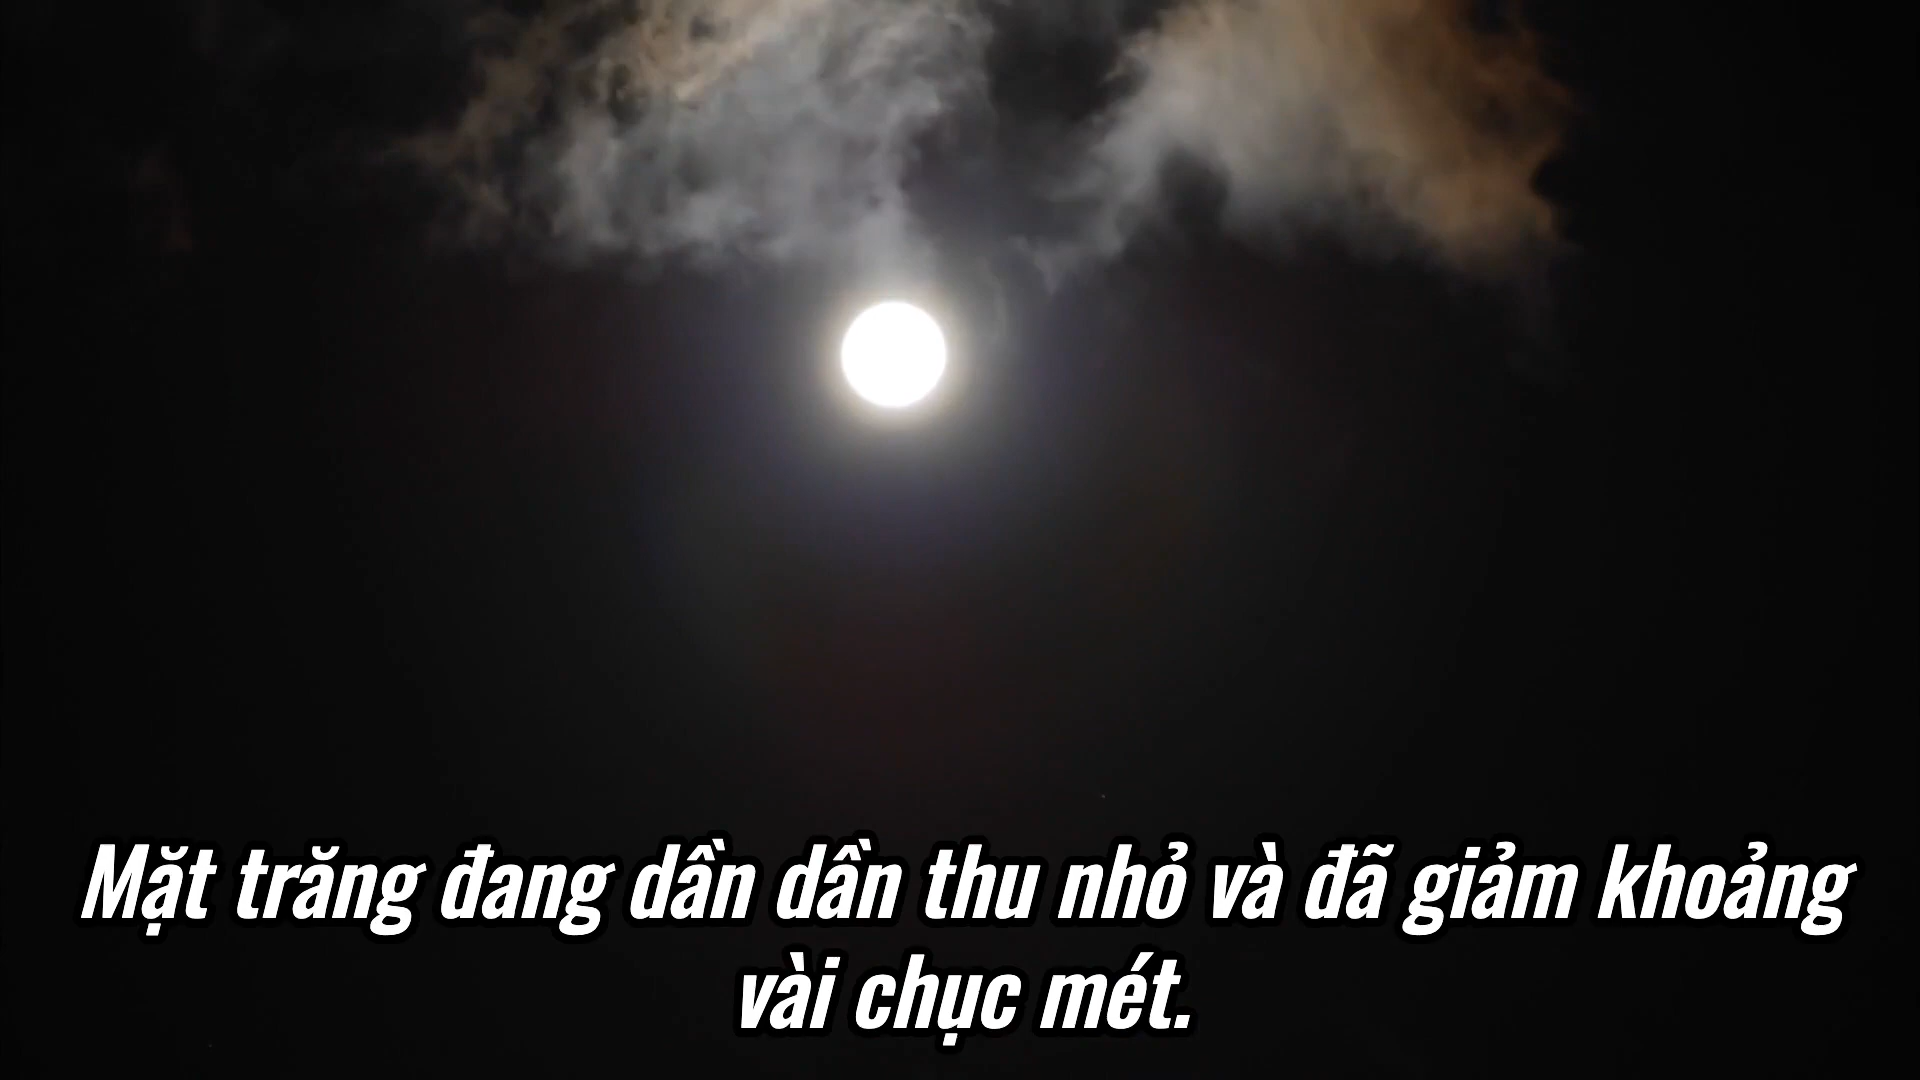 Mặt trăng đang dần dần thu nhỏ và đã giảm khoảng
vài chục mét.